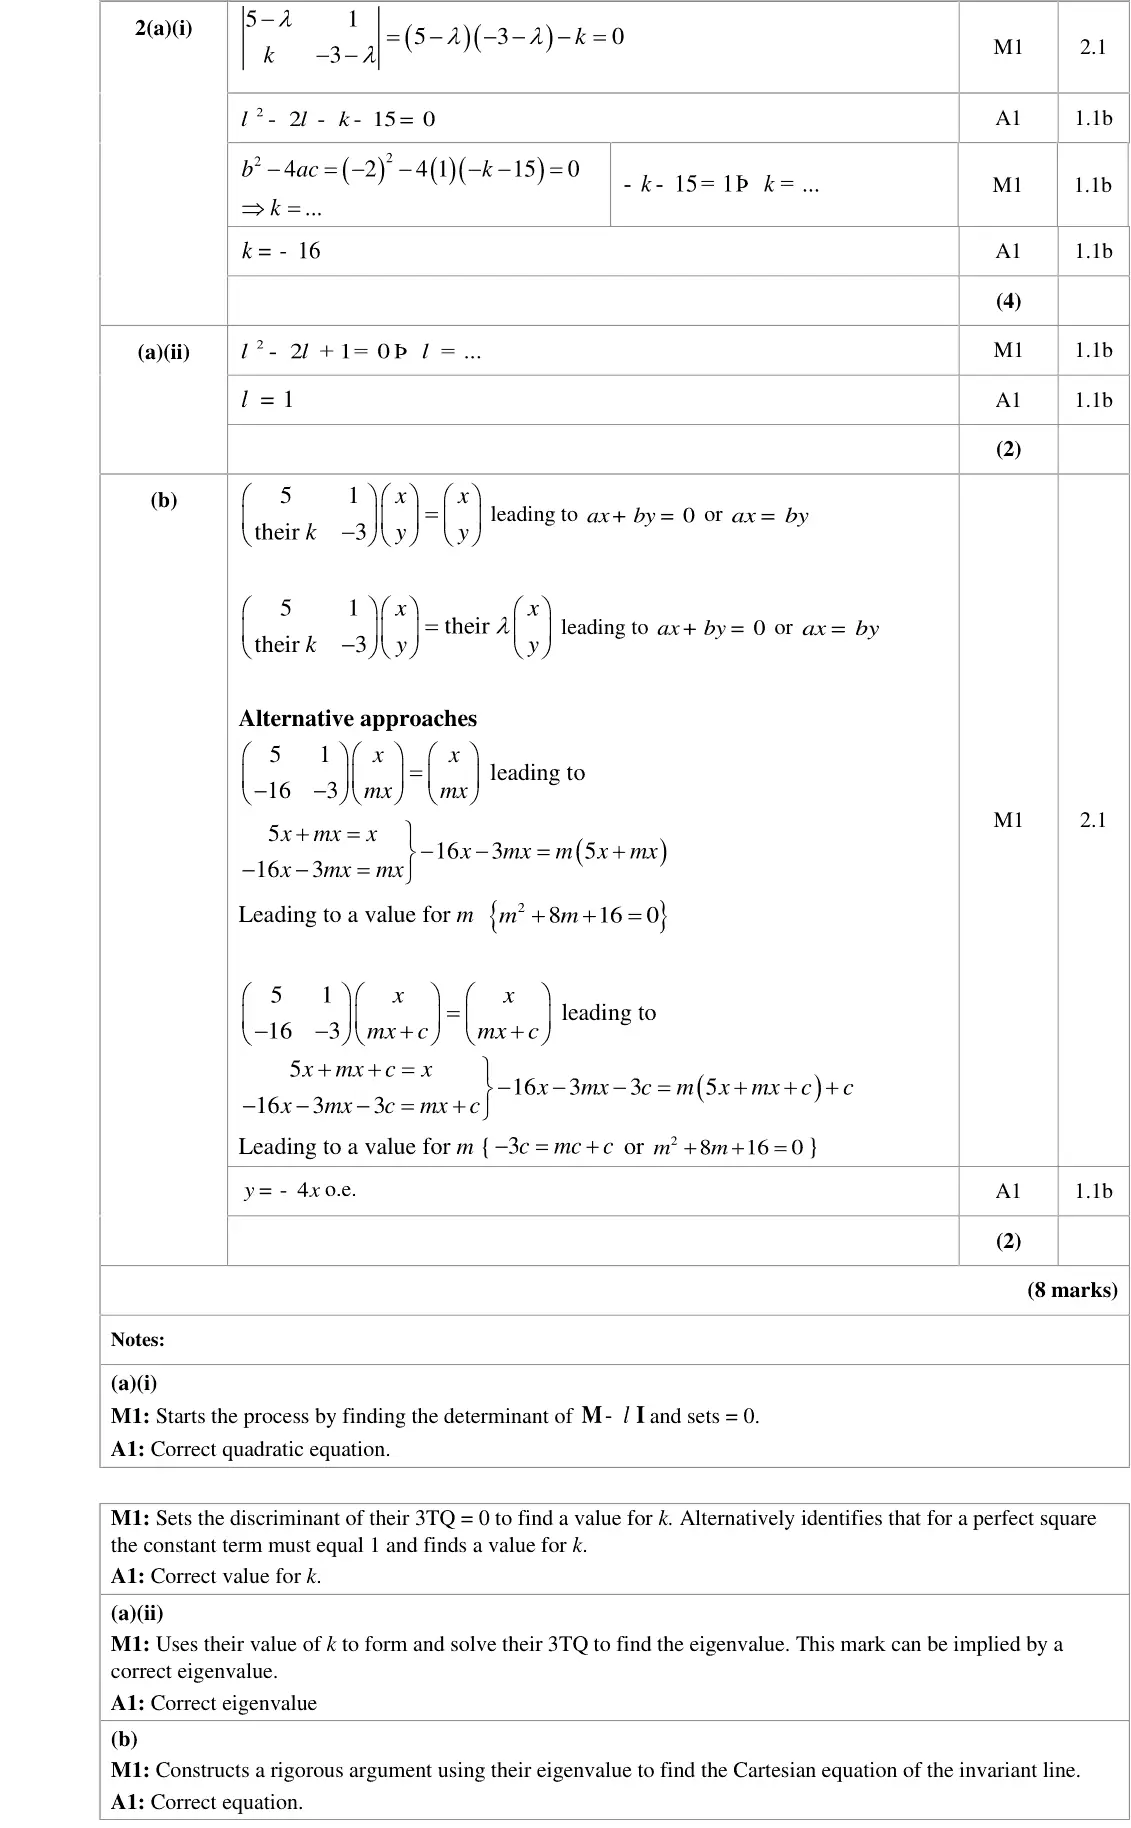 2(a)(i)
|5−λ 1|
|k −3−λ| = (5−λ)(−3−λ)−k = 0
M1 2.1
l ² - 2l - k - 15 = 0 A1 1.1b
b²−4ac = (−2)²−4(1)(−k−15) = 0
⇒ k = ...
- k - 15 = 1Þ k = ... M1 1.1b
k = - 16 A1 1.1b
(4)
(a)(ii) l ² - 2l + 1 = 0 Þ l = ... M1 1.1b
l = 1 A1 1.1b
(2)
(b)
( 5 1 ) ( x ) = ( x ) leading to ax + by = 0 or ax = by
( their k −3 ) ( y ) ( y )
( 5 1 ) ( x ) = their λ ( x ) leading to ax + by = 0 or ax = by
( their k −3 ) ( y ) ( y )
Alternative approaches
( 5 1 ) ( x ) = ( x ) leading to
( −16 −3 ) ( mx ) ( mx )
5x + mx = x
−16x − 3mx = mx } −16x − 3mx = m(5x + mx)
M1 2.1
Leading to a value for m {m² + 8m + 16 = 0}
( 5 1 ) ( x ) = ( x ) leading to
( −16 −3 ) ( mx + c ) ( mx + c )
5x + mx + c = x
−16x − 3mx − 3c = mx + c } −16x − 3mx − 3c = m(5x + mx + c) + c
Leading to a value for m { −3c = mc + c or m² + 8m + 16 = 0 }
y = - 4x o.e. A1 1.1b
(2)
(8 marks)
Notes:
(a)(i)
M1: Starts the process by finding the determinant of M - l I and sets = 0.
A1: Correct quadratic equation.
M1: Sets the discriminant of their 3TQ = 0 to find a value for k. Alternatively identifies that for a perfect square
the constant term must equal 1 and finds a value for k.
A1: Correct value for k.
(a)(ii)
M1: Uses their value of k to form and solve their 3TQ to find the eigenvalue. This mark can be implied by a
correct eigenvalue.
A1: Correct eigenvalue
(b)
M1: Constructs a rigorous argument using their eigenvalue to find the Cartesian equation of the invariant line.
A1: Correct equation.